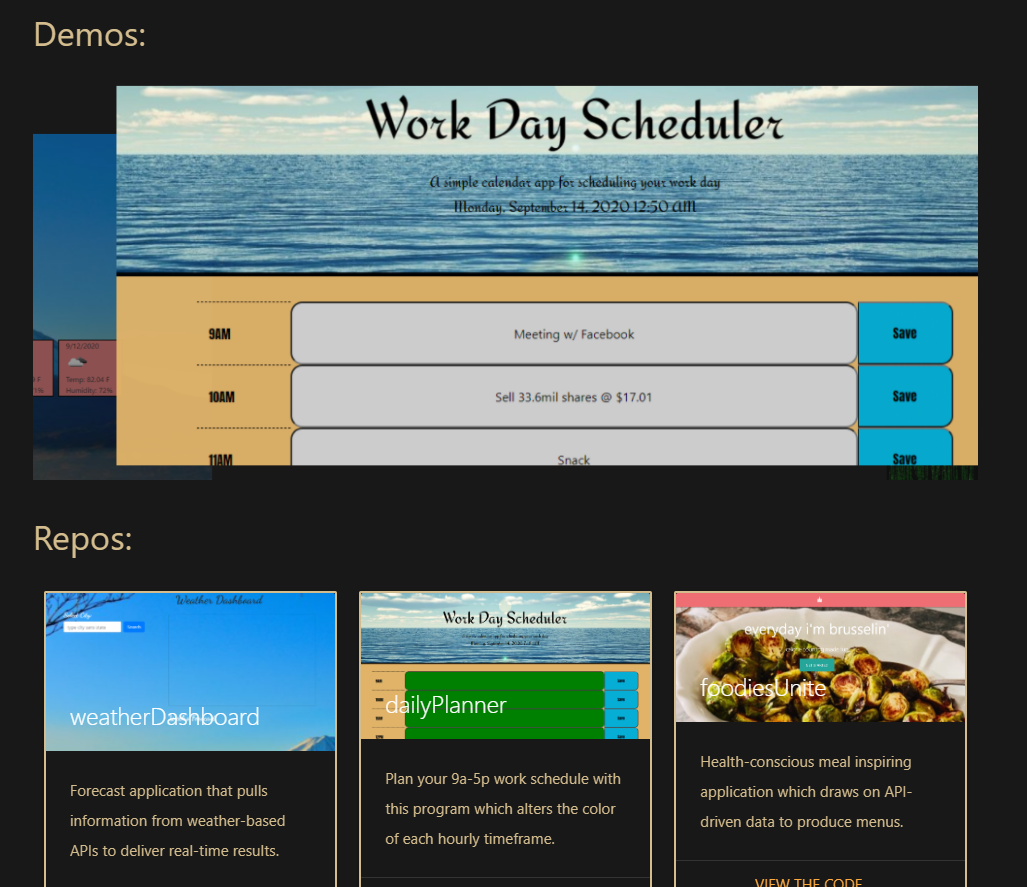 Demos:
Work Day Scheduler
A simple calendar app for scheduling your work day
Monday, September 14, 2020 12:50 AM
9/12/2020
Temp: 82.04 F
Humidity: 72%
9AM
Meeting w/ Facebook
Save
10AM
Sell 33.6mil shares @ $17.01
Save
11AM
Snack
Save
Repos:
Weather Dashboard
Search
weatherDashboard
Forecast application that pulls
information from weather-based
APIs to deliver real-time results.
Work Day Scheduler
dailyPlanner
Plan your 9a-5p work schedule with
this program which alters the color
of each hourly timeframe.
everyday i'm brusselin'
foodiesUnite
Health-conscious meal inspiring
application which draws on API-
driven data to produce menus.
VIEW THE CODE